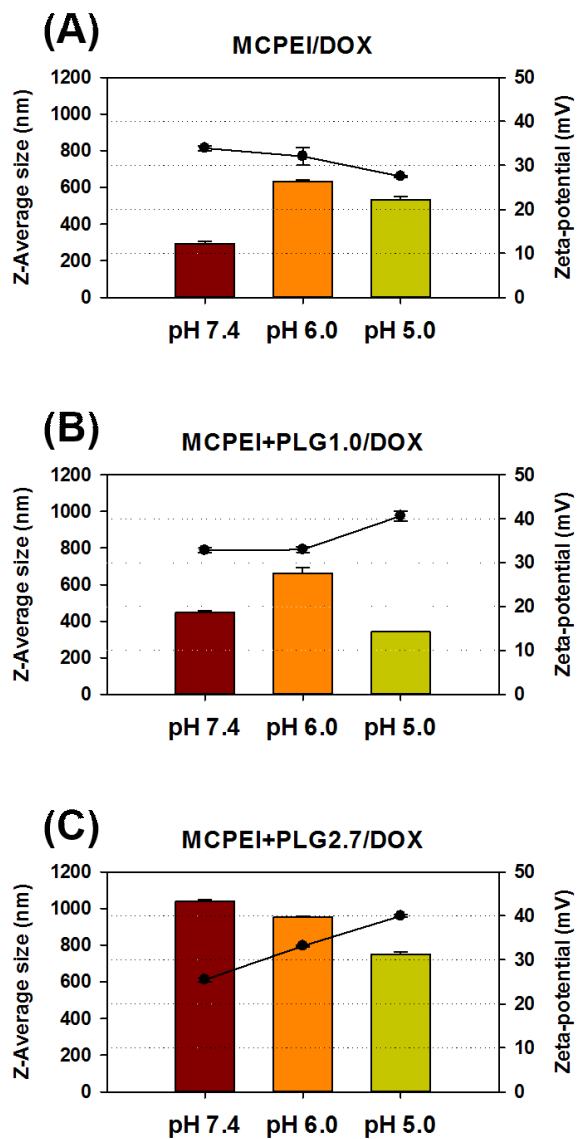 (A)
MCPEI/DOX
Z-Average size (nm)
1200
1000
800
600
400
200
0
50
40
30
20
10
0
Zeta-potential (mV)
pH 7.4 pH 6.0 pH 5.0
(B)
MCPEI+PLG1.0/DOX
Z-Average size (nm)
1200
1000
800
600
400
200
0
50
40
30
20
10
0
Zeta-potential (mV)
pH 7.4 pH 6.0 pH 5.0
(C)
MCPEI+PLG2.7/DOX
Z-Average size (nm)
1200
1000
800
600
400
200
0
50
40
30
20
10
0
Zeta-potential (mV)
pH 7.4 pH 6.0 pH 5.0